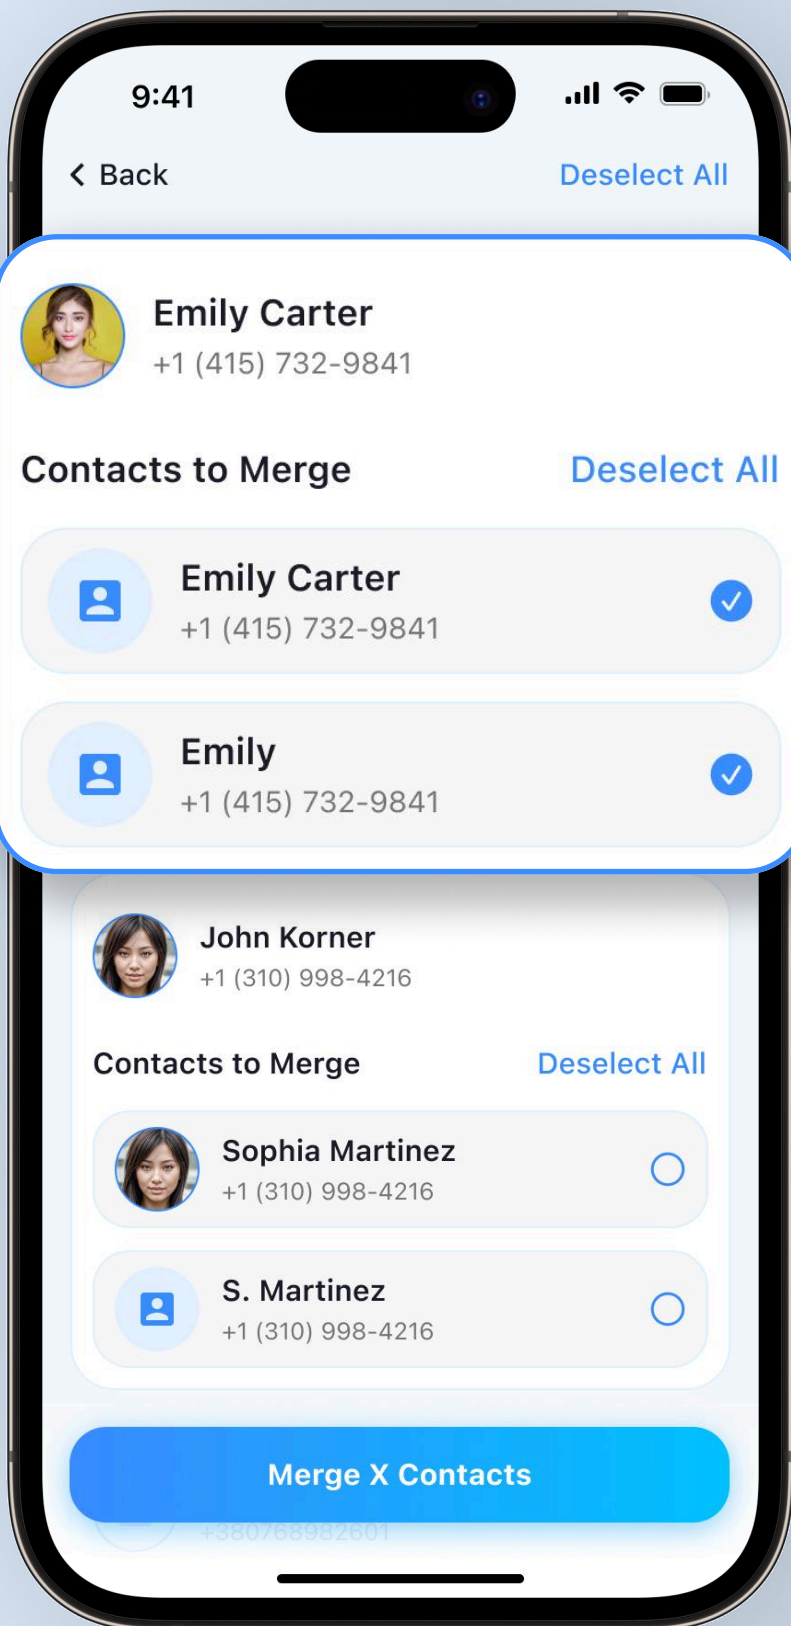 9:41
Back
Deselect All
Emily Carter
+1 (415) 732-9841
Contacts to Merge
Deselect All
Emily Carter
+1 (415) 732-9841
Emily
+1 (415) 732-9841
John Korner
+1 (310) 998-4216
Contacts to Merge
Deselect All
Sophia Martinez
+1 (310) 998-4216
S. Martinez
+1 (310) 998-4216
Merge X Contacts
+380768982601